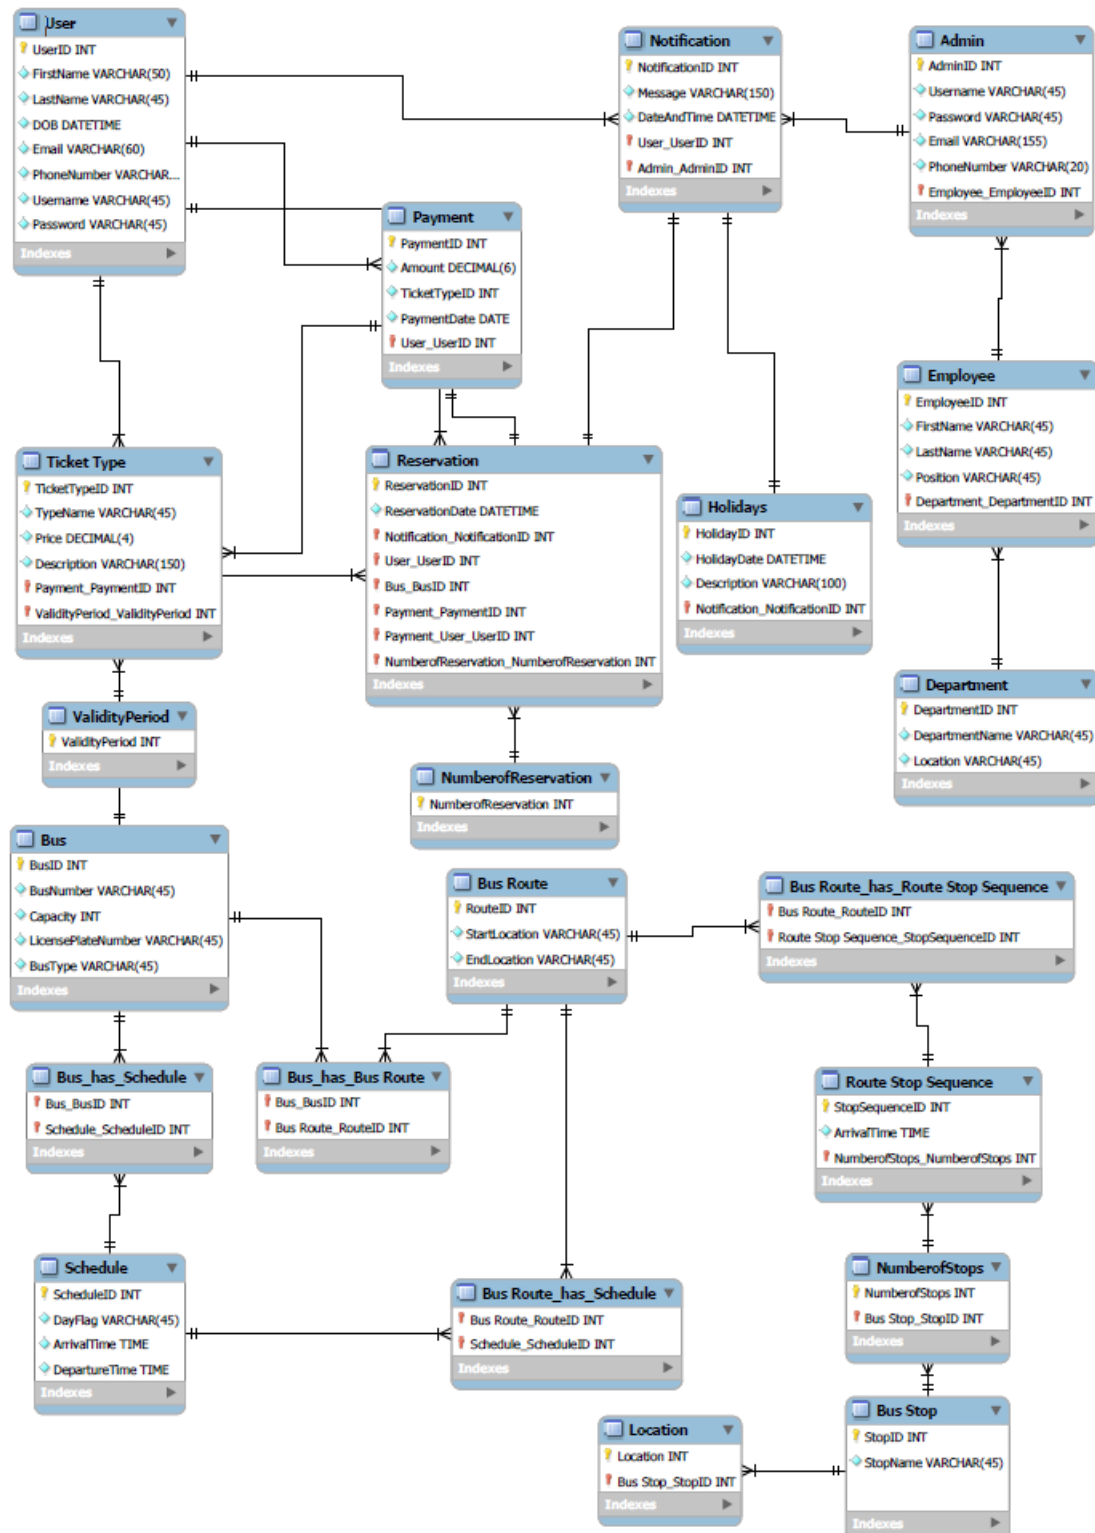 User
UserID INT
FirstName VARCHAR(50)
LastName VARCHAR(45)
DOB DATETIME
Email VARCHAR(60)
PhoneNumber VARCHAR...
Username VARCHAR(45)
Password VARCHAR(45)
Indexes
Notification
NotificationID INT
Message VARCHAR(150)
DateAndTime DATETIME
User_UserID INT
Admin_AdminID INT
Indexes
Admin
AdminID INT
Username VARCHAR(45)
Password VARCHAR(45)
Email VARCHAR(155)
PhoneNumber VARCHAR(20)
Employee_EmployeeID INT
Indexes
Payment
PaymentID INT
Amount DECIMAL(6)
TicketTypeID INT
PaymentDate DATE
User_UserID INT
Indexes
Employee
EmployeeID INT
FirstName VARCHAR(45)
LastName VARCHAR(45)
Position VARCHAR(45)
Department_DepartmentID INT
Indexes
Ticket Type
TicketTypeID INT
TypeName VARCHAR(45)
Price DECIMAL(4)
Description VARCHAR(150)
Payment_PaymentID INT
ValidityPeriod_ValidityPeriod INT
Indexes
Reservation
ReservationID INT
ReservationDate DATETIME
Notification_NotificationID INT
User_UserID INT
Bus_BusID INT
Payment_PaymentID INT
Payment_User_UserID INT
NumberofReservation_NumberofReservation INT
Indexes
Holidays
HolidayID INT
HolidayDate DATETIME
Description VARCHAR(100)
Notification_NotificationID INT
Indexes
Department
DepartmentID INT
DepartmentName VARCHAR(45)
Location VARCHAR(45)
Indexes
ValidityPeriod
ValidityPeriod INT
Indexes
NumberofReservation
NumberofReservation INT
Indexes
Bus
BusID INT
BusNumber VARCHAR(45)
Capacity INT
LicensePlateNumber VARCHAR(45)
BusType VARCHAR(45)
Indexes
Bus Route
RouteID INT
StartLocation VARCHAR(45)
EndLocation VARCHAR(45)
Indexes
Bus Route_has_Route Stop Sequence
Bus Route_RouteID INT
Route Stop Sequence_StopSequenceID INT
Indexes
Bus_has_Schedule
Bus_BusID INT
Schedule_ScheduleID INT
Indexes
Bus_has_Bus Route
Bus_BusID INT
Bus Route_RouteID INT
Indexes
Route Stop Sequence
StopSequenceID INT
ArrivalTime TIME
NumberofStops_NumberofStops INT
Indexes
Schedule
ScheduleID INT
DayFlag VARCHAR(45)
ArrivalTime TIME
DepartureTime TIME
Indexes
Bus Route_has_Schedule
Bus Route_RouteID INT
Schedule_ScheduleID INT
Indexes
NumberofStops
NumberofStops INT
Bus Stop_StopID INT
Indexes
Location
Location INT
Bus Stop_StopID INT
Indexes
Bus Stop
StopID INT
StopName VARCHAR(45)
Indexes